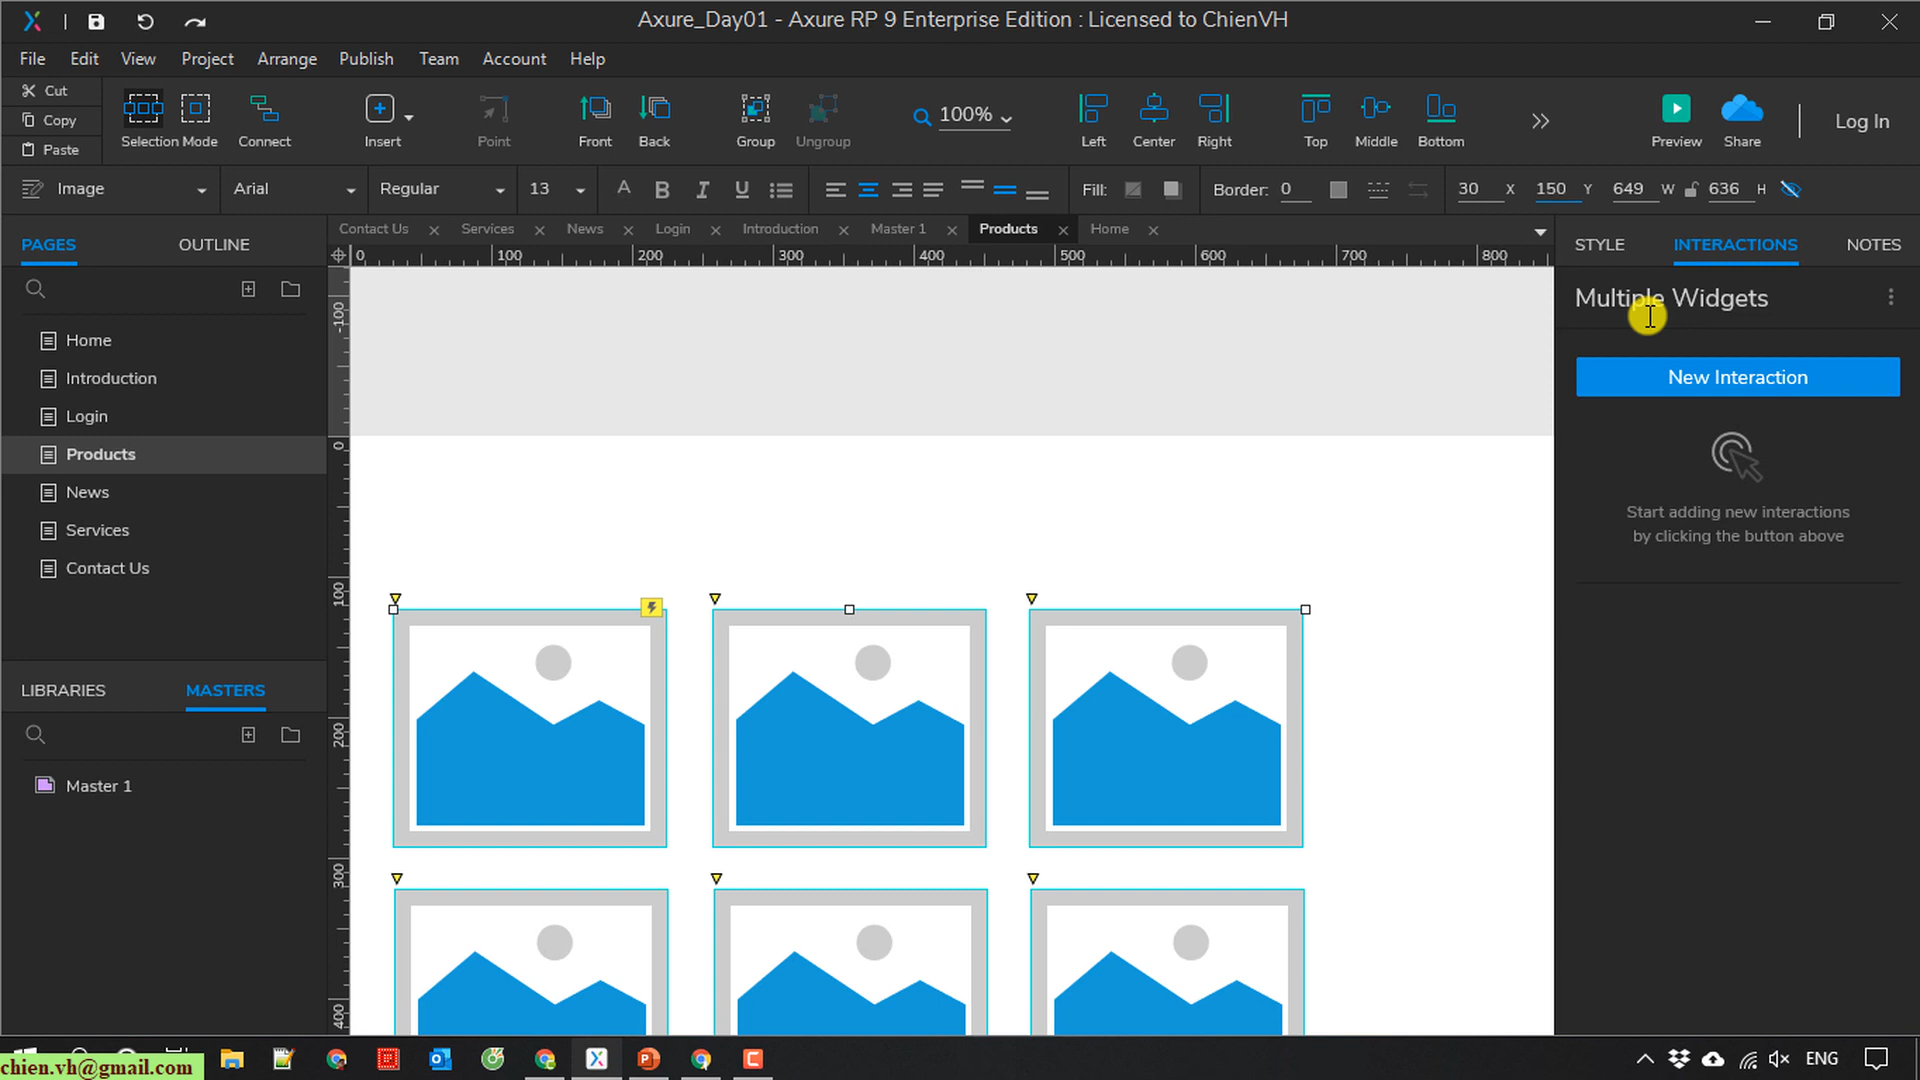 Axure_Day01 - Axure RP 9 Enterprise Edition : Licensed to ChienVH
File Edit View Project Arrange Publish Team Account Help
Cut
Copy
Paste
Selection Mode Connect Insert Point Front Back Group Ungroup 100% Left Center Right Top Middle Bottom Preview Share Log In
Image Arial Regular 13 Fill: Border: 0 30 X 150 Y 649 W 636 H
PAGES OUTLINE
Contact Us Services News Login Introduction Master 1 Products Home
STYLE INTERACTIONS NOTES
0 100 200 300 400 500 600 700 800
-100
0
100
200
300
400
Home
Introduction
Login
Products
News
Services
Contact Us
LIBRARIES MASTERS
Master 1
Multiple Widgets
New Interaction
Start adding new interactions
by clicking the button above
chien.vh@gmail.com
ENG